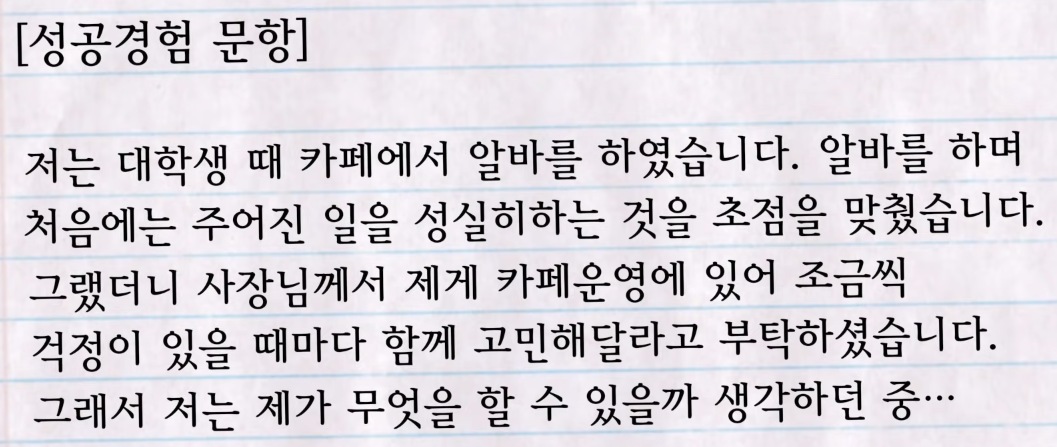 [성공경험 문항]
저는 대학생 때 카페에서 알바를 하였습니다. 알바를 하며
처음에는 주어진 일을 성실히하는 것을 초점을 맞췄습니다.
그랬더니 사장님께서 제게 카페운영에 있어 조금씩
걱정이 있을 때마다 함께 고민해달라고 부탁하셨습니다.
그래서 저는 제가 무엇을 할 수 있을까 생각하던 중…